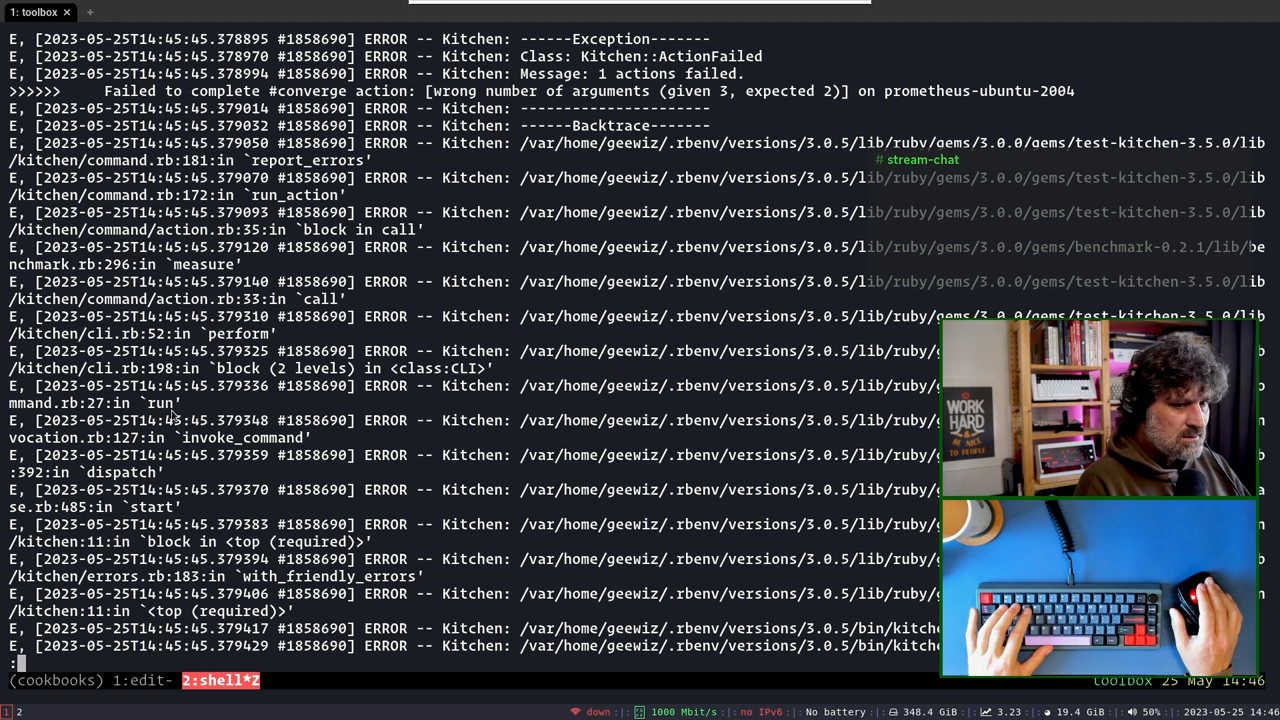 1: toolbox × +
E, [2023-05-25T14:45:45.378895 #1858690] ERROR -- Kitchen: ------Exception-------
E, [2023-05-25T14:45:45.378970 #1858690] ERROR -- Kitchen: Class: Kitchen::ActionFailed
E, [2023-05-25T14:45:45.378994 #1858690] ERROR -- Kitchen: Message: 1 actions failed.
>>>>>>     Failed to complete #converge action: [wrong number of arguments (given 3, expected 2)] on prometheus-ubuntu-2004
E, [2023-05-25T14:45:45.379014 #1858690] ERROR -- Kitchen: ----------------------
E, [2023-05-25T14:45:45.379032 #1858690] ERROR -- Kitchen: ------Backtrace-------
E, [2023-05-25T14:45:45.379050 #1858690] ERROR -- Kitchen: /var/home/geewiz/.rbenv/versions/3.0.5/lib/ruby/gems/3.0.0/gems/test-kitchen-3.5.0/lib
/kitchen/command.rb:181:in `report_errors'
# stream-chat
E, [2023-05-25T14:45:45.379070 #1858690] ERROR -- Kitchen: /var/home/geewiz/.rbenv/versions/3.0.5/lib/ruby/gems/3.0.0/gems/test-kitchen-3.5.0/lib
/kitchen/command.rb:172:in `run_action'
E, [2023-05-25T14:45:45.379093 #1858690] ERROR -- Kitchen: /var/home/geewiz/.rbenv/versions/3.0.5/lib/ruby/gems/3.0.0/gems/test-kitchen-3.5.0/lib
/kitchen/command/action.rb:35:in `block in call'
E, [2023-05-25T14:45:45.379120 #1858690] ERROR -- Kitchen: /var/home/geewiz/.rbenv/versions/3.0.5/lib/ruby/gems/3.0.0/gems/benchmark-0.2.1/lib/be
nchmark.rb:296:in `measure'
E, [2023-05-25T14:45:45.379140 #1858690] ERROR -- Kitchen: /var/home/geewiz/.rbenv/versions/3.0.5/lib/ruby/gems/3.0.0/gems/test-kitchen-3.5.0/lib
/kitchen/command/action.rb:33:in `call'
E, [2023-05-25T14:45:45.379310 #1858690] ERROR -- Kitchen: /var/home/geewiz/.rbenv/versions/3.0.5/lib/ruby/gems/3.0.0/gems/test-kitchen-3.5.0/lib
/kitchen/cli.rb:52:in `perform'
E, [2023-05-25T14:45:45.379325 #1858690] ERROR -- Kitchen: /var/home/geewiz/.rbenv/versions/3.0.5/lib/ruby/g
/kitchen/cli.rb:198:in `block (2 levels) in <class:CLI>'
E, [2023-05-25T14:45:45.379336 #1858690] ERROR -- Kitchen: /var/home/geewiz/.rbenv/versions/3.0.5/lib/ruby/g
mmand.rb:27:in `run'
E, [2023-05-25T14:45:45.379348 #1858690] ERROR -- Kitchen: /var/home/geewiz/.rbenv/versions/3.0.5/lib/ruby/g
vocation.rb:127:in `invoke_command'
E, [2023-05-25T14:45:45.379359 #1858690] ERROR -- Kitchen: /var/home/geewiz/.rbenv/versions/3.0.5/lib/ruby/g
:392:in `dispatch'
E, [2023-05-25T14:45:45.379370 #1858690] ERROR -- Kitchen: /var/home/geewiz/.rbenv/versions/3.0.5/lib/ruby/g
se.rb:485:in `start'
E, [2023-05-25T14:45:45.379383 #1858690] ERROR -- Kitchen: /var/home/geewiz/.rbenv/versions/3.0.5/lib/ruby/g
/kitchen:11:in `block in <top (required)>'
E, [2023-05-25T14:45:45.379394 #1858690] ERROR -- Kitchen: /var/home/geewiz/.rbenv/versions/3.0.5/lib/ruby/g
/kitchen/errors.rb:183:in `with_friendly_errors'
E, [2023-05-25T14:45:45.379406 #1858690] ERROR -- Kitchen: /var/home/geewiz/.rbenv/versions/3.0.5/lib/ruby/g
/kitchen:11:in `<top (required)>'
E, [2023-05-25T14:45:45.379417 #1858690] ERROR -- Kitchen: /var/home/geewiz/.rbenv/versions/3.0.5/bin/kitche
E, [2023-05-25T14:45:45.379429 #1858690] ERROR -- Kitchen: /var/home/geewiz/.rbenv/versions/3.0.5/bin/kitche
:
WORK
HARD
& BE NICE
TO PEOPLE
(cookbooks) 1:edit- 2:shell*Z toolbox 25 May 14:46
1 2 down 1000 Mbit/s no IPv6 No battery 348.4 GiB 3.23 19.4 GiB 50% 2023-05-25 14:46